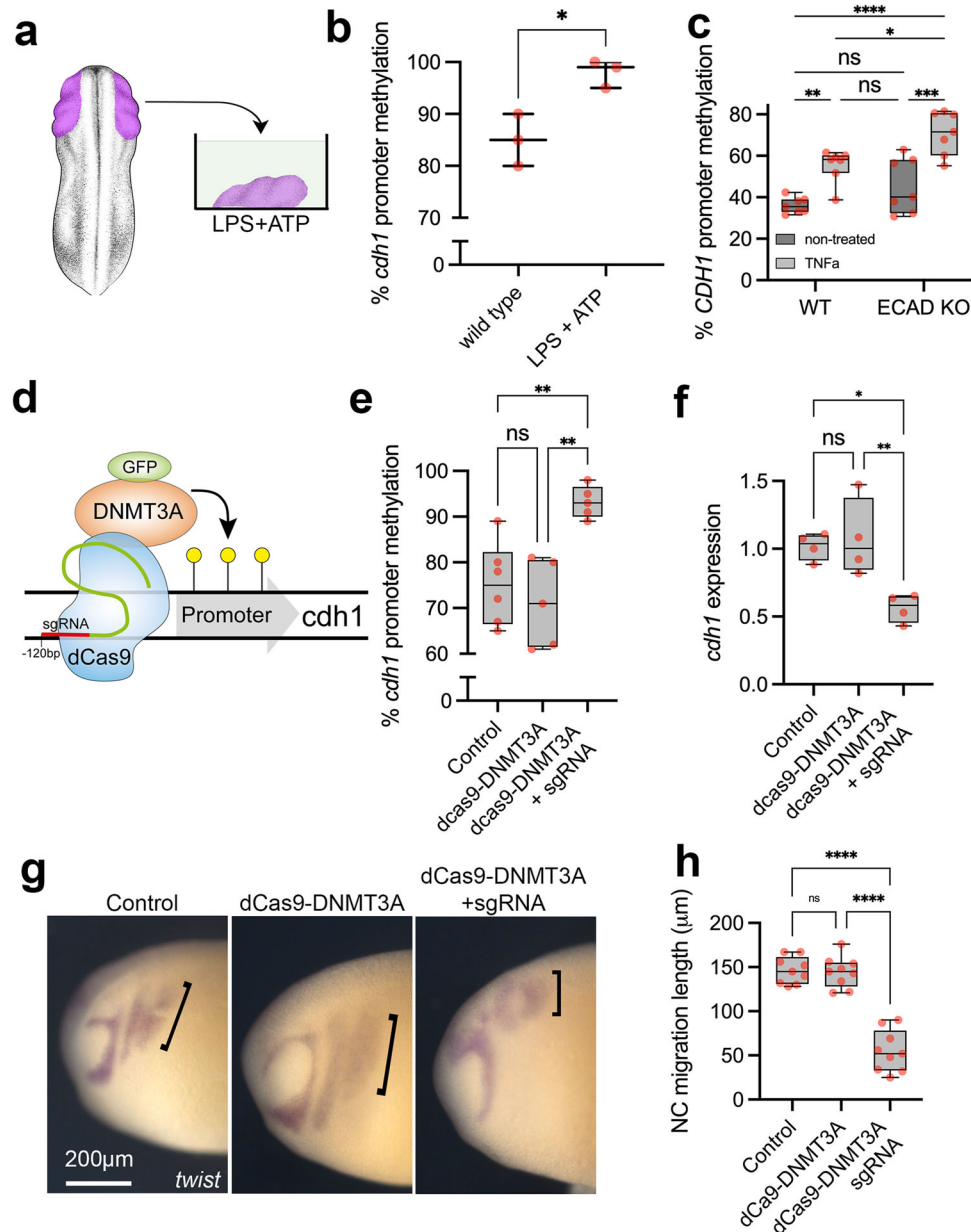 a
LPS+ATP
b
*
% cdh1 promoter methylation
100
90
80
70
0
wild type
LPS + ATP
c
****
*
ns
**
ns
***
% CDH1 promoter methylation
80
60
40
20
0
non-treated
TNFa
WT
ECAD KO
d
GFP
DNMT3A
Promoter
cdh1
sgRNA
-120bp
dCas9
e
**
ns
**
% cdh1 promoter methylation
100
90
80
70
60
0
Control
dcas9-DNMT3A
dcas9-DNMT3A
+ sgRNA
f
*
ns
**
cdh1 expression
1.5
1.0
0.5
0.0
Control
dcas9-DNMT3A
dcas9-DNMT3A
+ sgRNA
g
Control
dCas9-DNMT3A
dCas9-DNMT3A
+sgRNA
200μm
twist
h
****
ns
****
NC migration length (μm)
200
150
100
50
0
Control
dCa9-DNMT3A
dCas9-DNMT3A
sgRNA